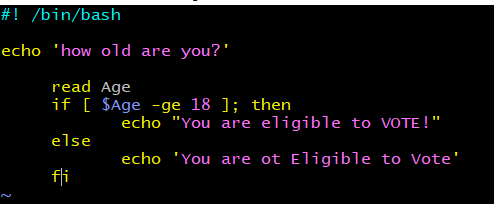 #! /bin/bash
echo 'how old are you?'
read Age
if [ $Age -ge 18 ]; then
echo "You are eligible to VOTE!"
else
echo 'You are ot Eligible to Vote'
fi
~